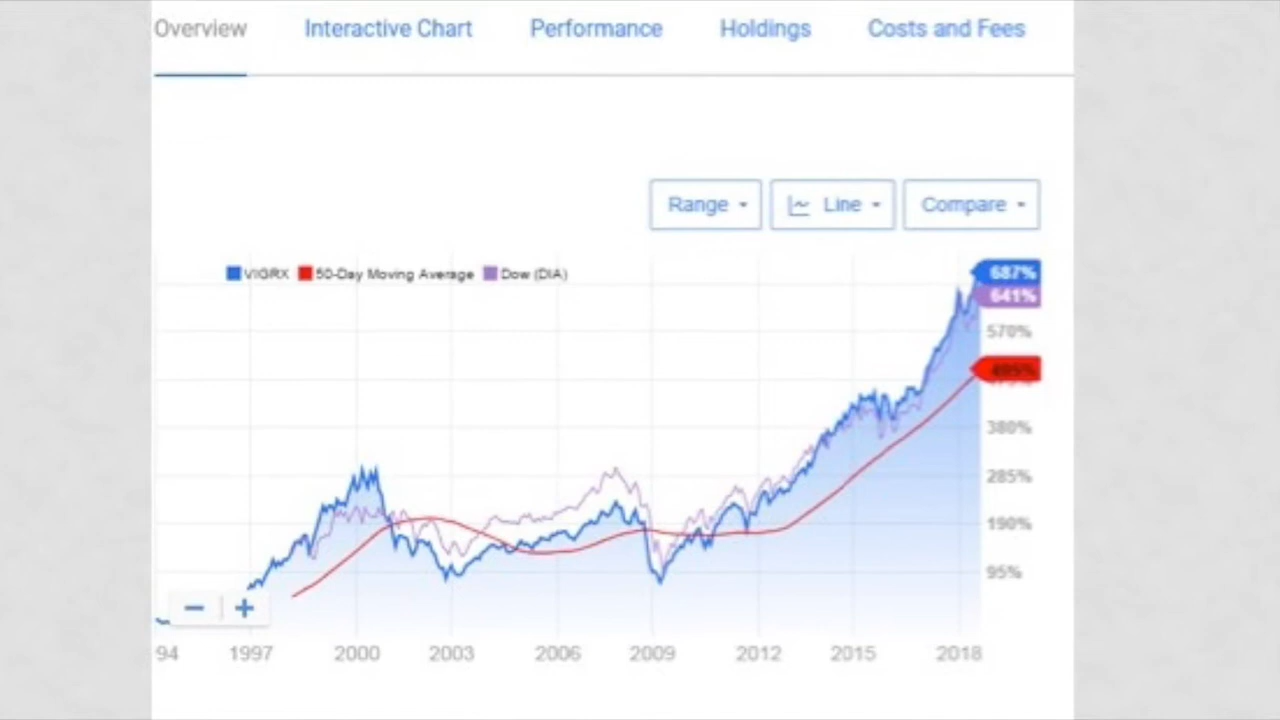 Overview Interactive Chart Performance Holdings Costs and Fees
Range Line Compare
VIGRX 50-Day Moving Average Dow (DIA)
687%
641%
570%
380%
285%
190%
95%
94 1997 2000 2003 2006 2009 2012 2015 2018